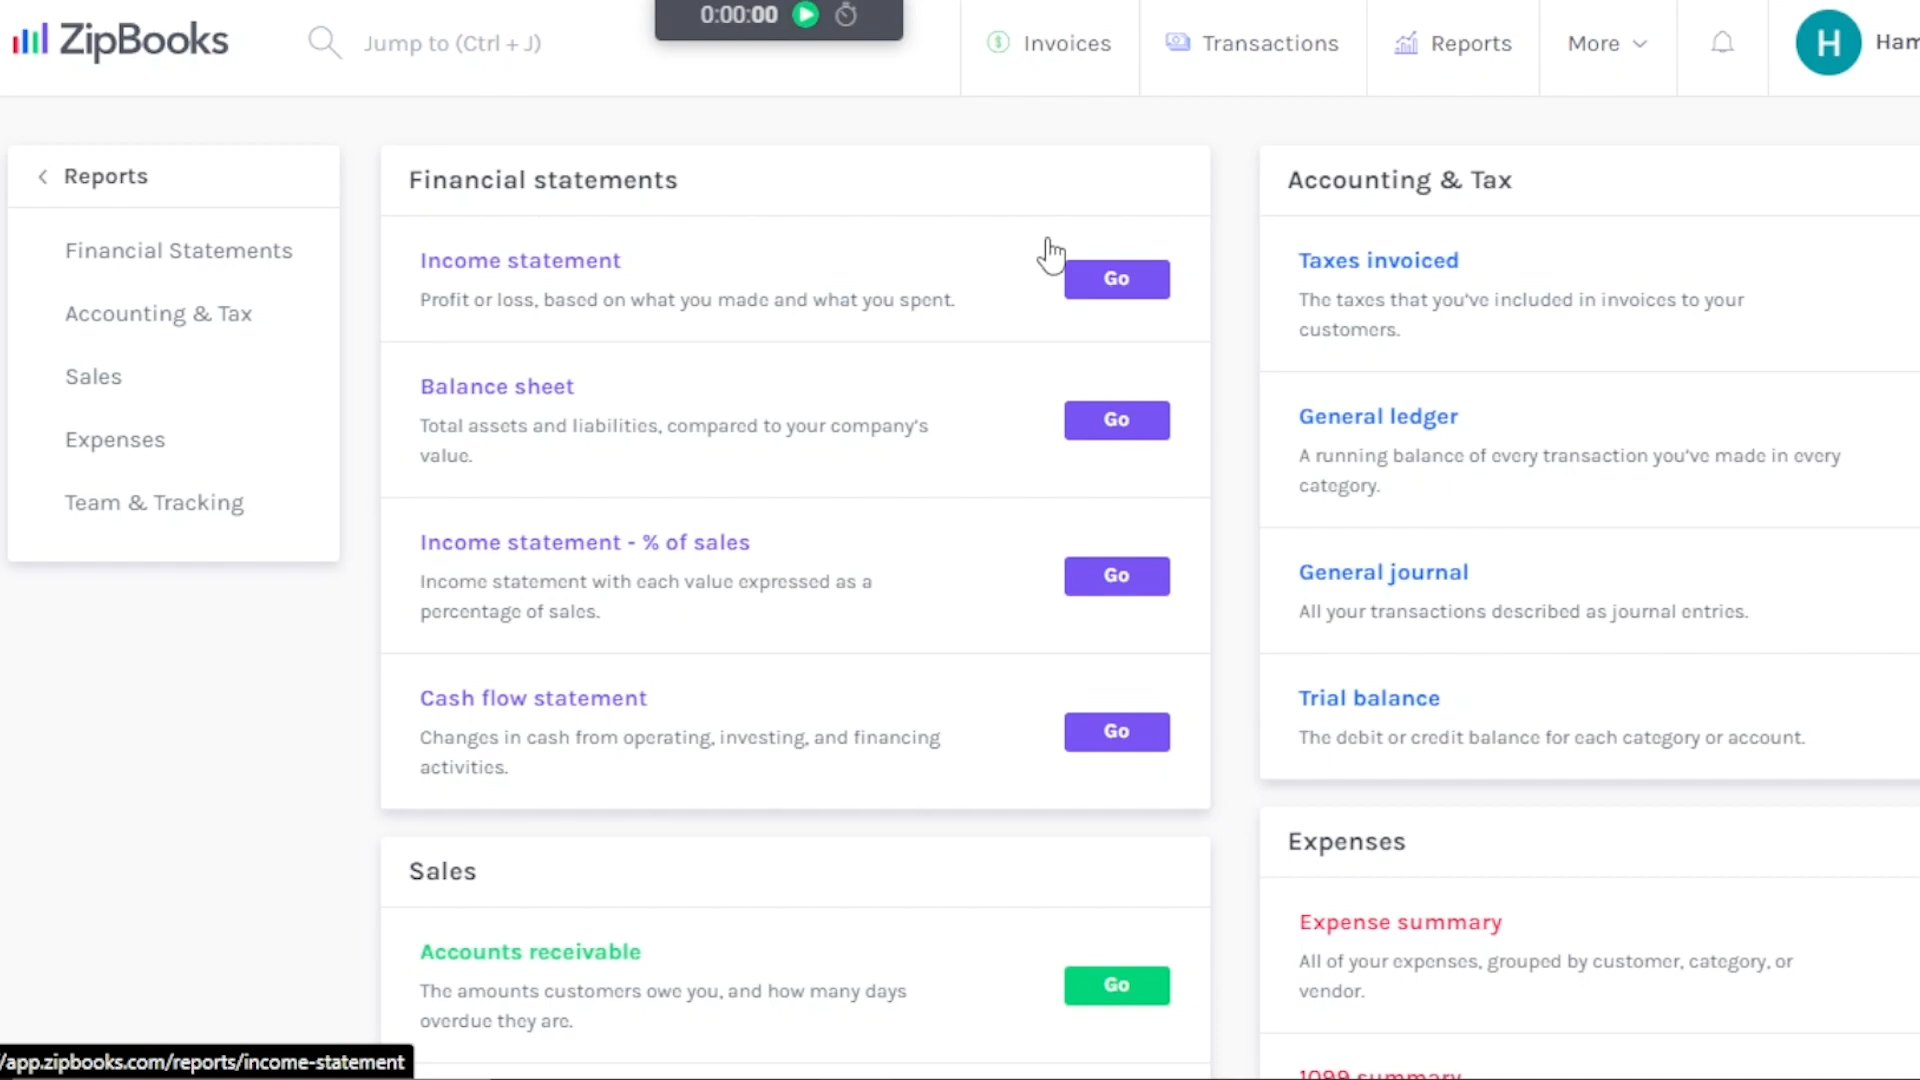 ZipBooks
Jump to (Ctrl + J)
0:00:00
Invoices
Transactions
Reports
More
H
Ham
Reports
Financial Statements
Accounting & Tax
Sales
Expenses
Team & Tracking
Financial statements
Income statement
Profit or loss, based on what you made and what you spent.
Go
Balance sheet
Total assets and liabilities, compared to your company's
value.
Go
Income statement - % of sales
Income statement with each value expressed as a
percentage of sales.
Go
Cash flow statement
Changes in cash from operating, investing, and financing
activities.
Go
Sales
Accounts receivable
The amounts customers owe you, and how many days
overdue they are.
Go
Accounting & Tax
Taxes invoiced
The taxes that you've included in invoices to your
customers.
General ledger
A running balance of every transaction you've made in every
category.
General journal
All your transactions described as journal entries.
Trial balance
The debit or credit balance for each category or account.
Expenses
Expense summary
All of your expenses, grouped by customer, category, or
vendor.
1099 summary
/app.zipbooks.com/reports/income-statement